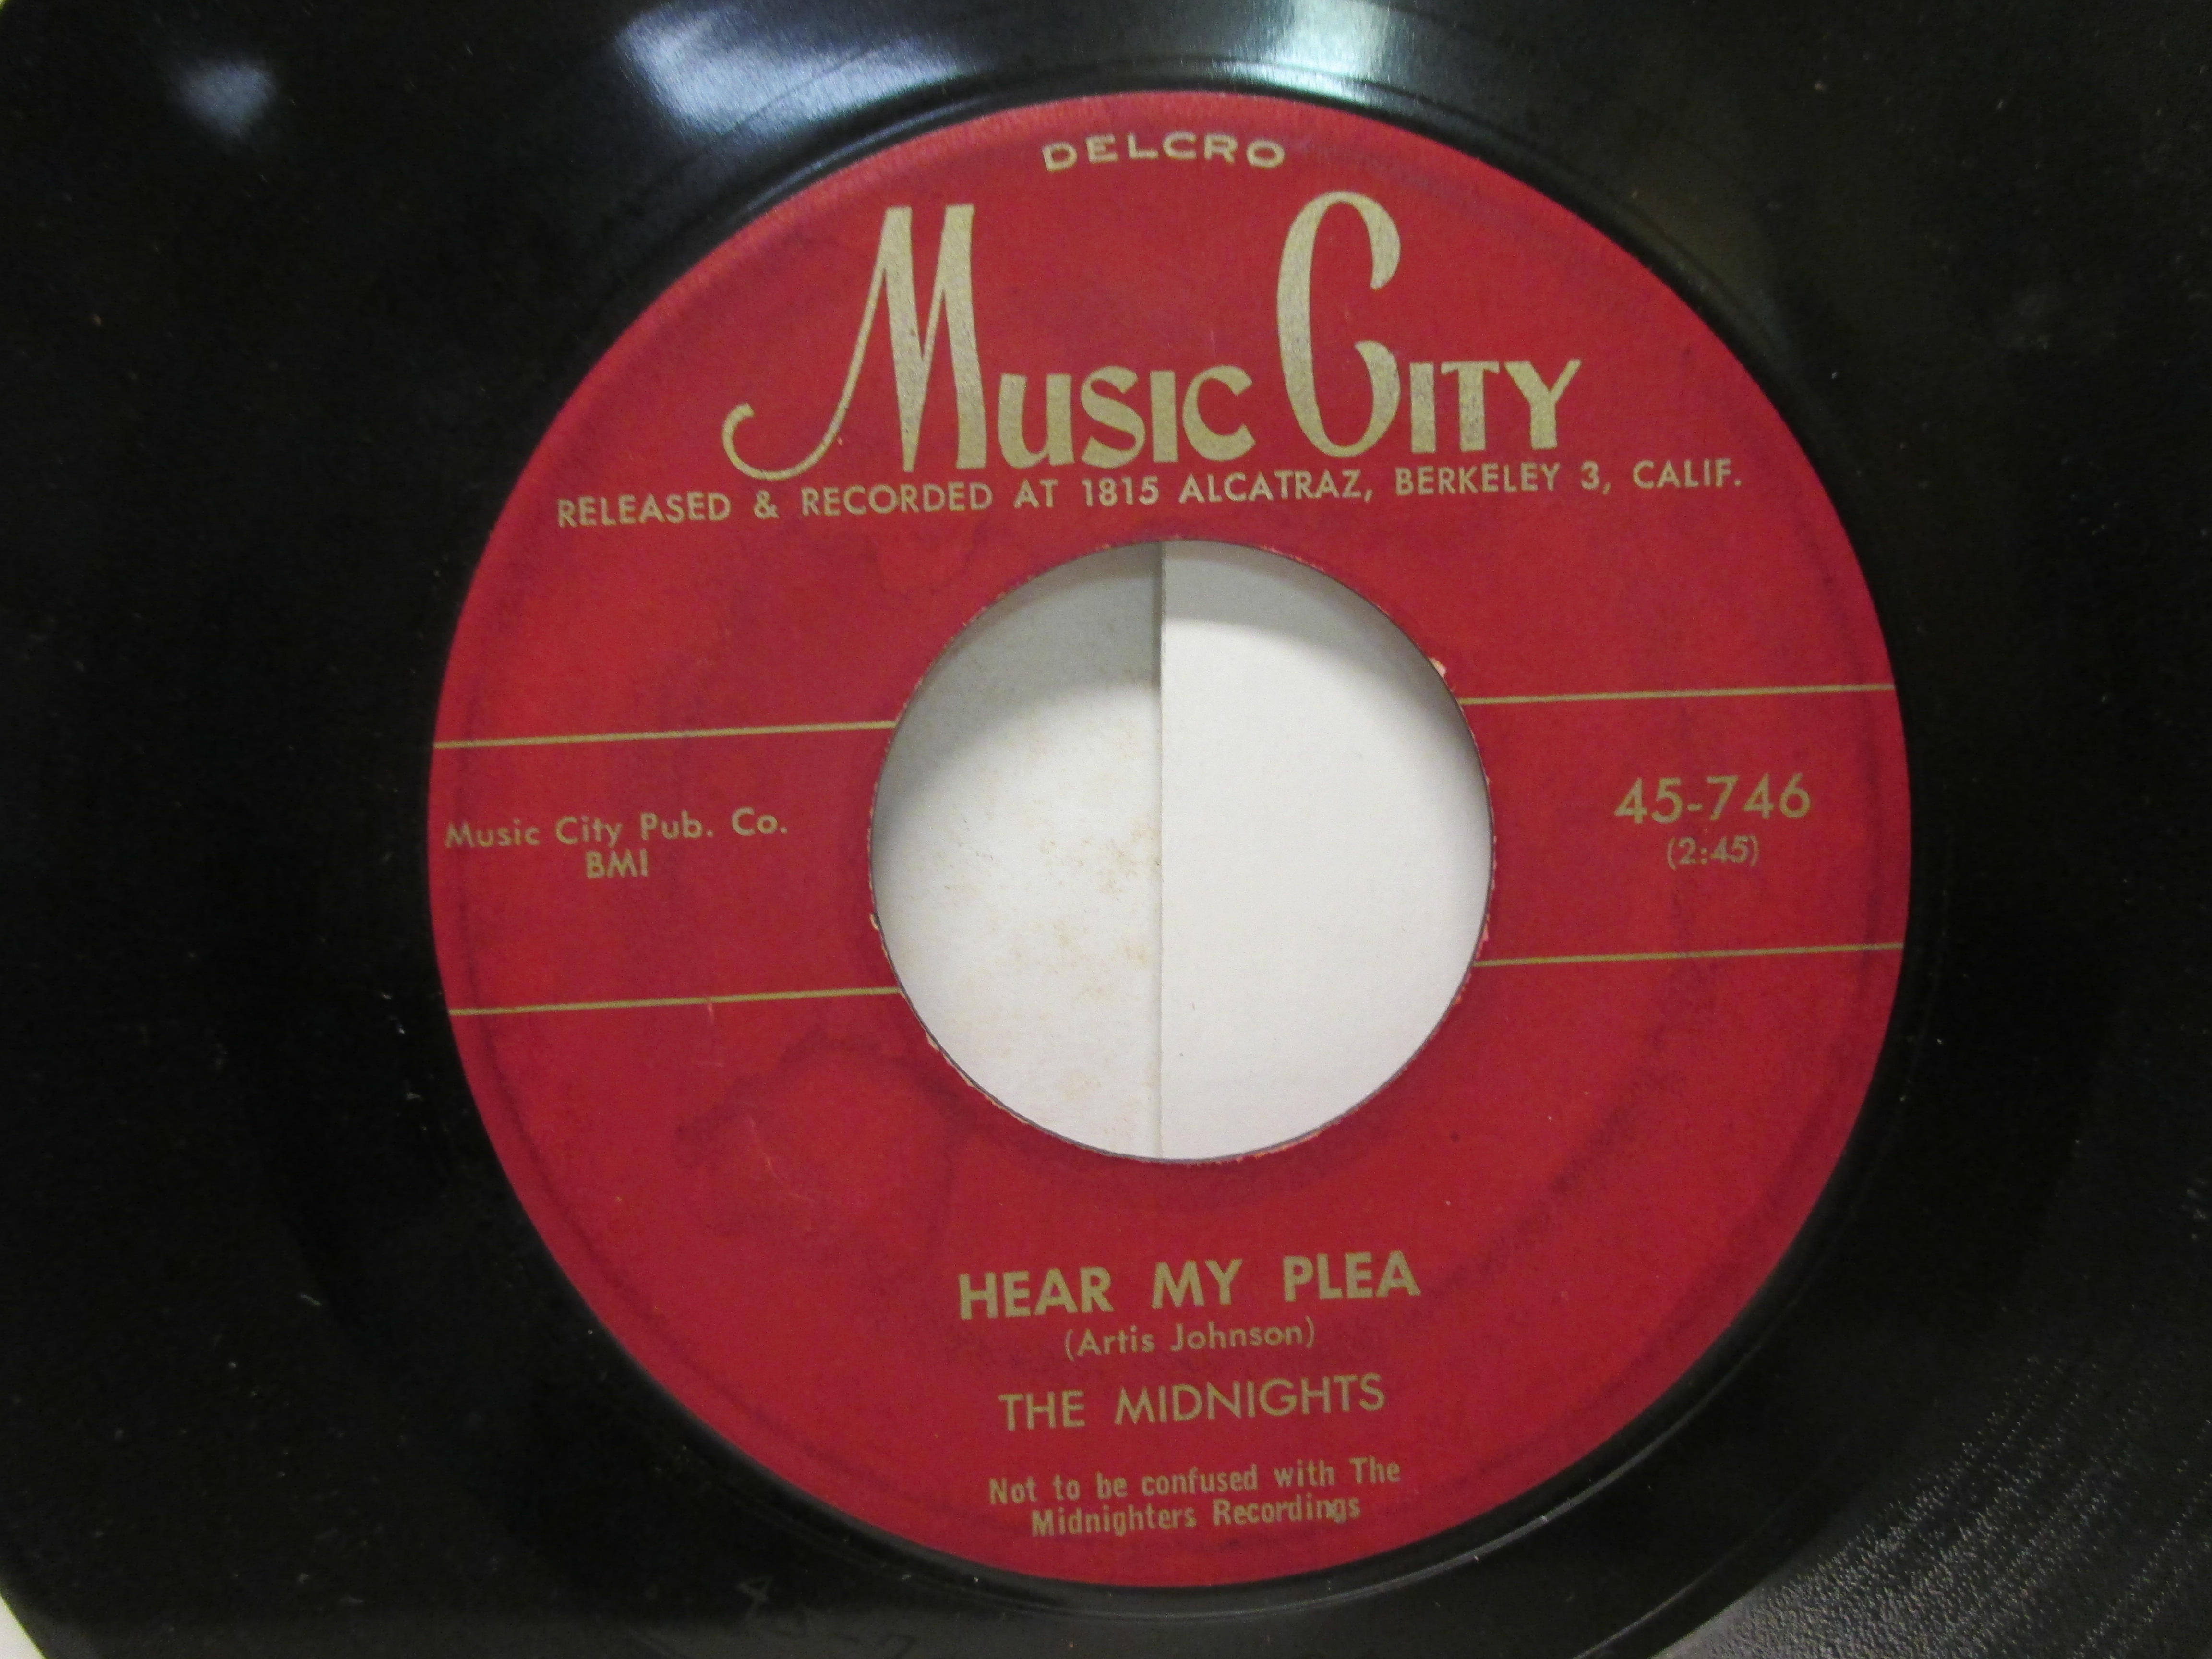 DELCRO
MUSIC CITY
RELEASED & RECORDED AT 1815 ALCATRAZ, BERKELEY 3, CALIF.
Music City Pub. Co.
BMI
45-746
(2:45)
HEAR MY PLEA
(Artis Johnson)
THE MIDNIGHTS
Not to be confused with The
Midnighters Recordings